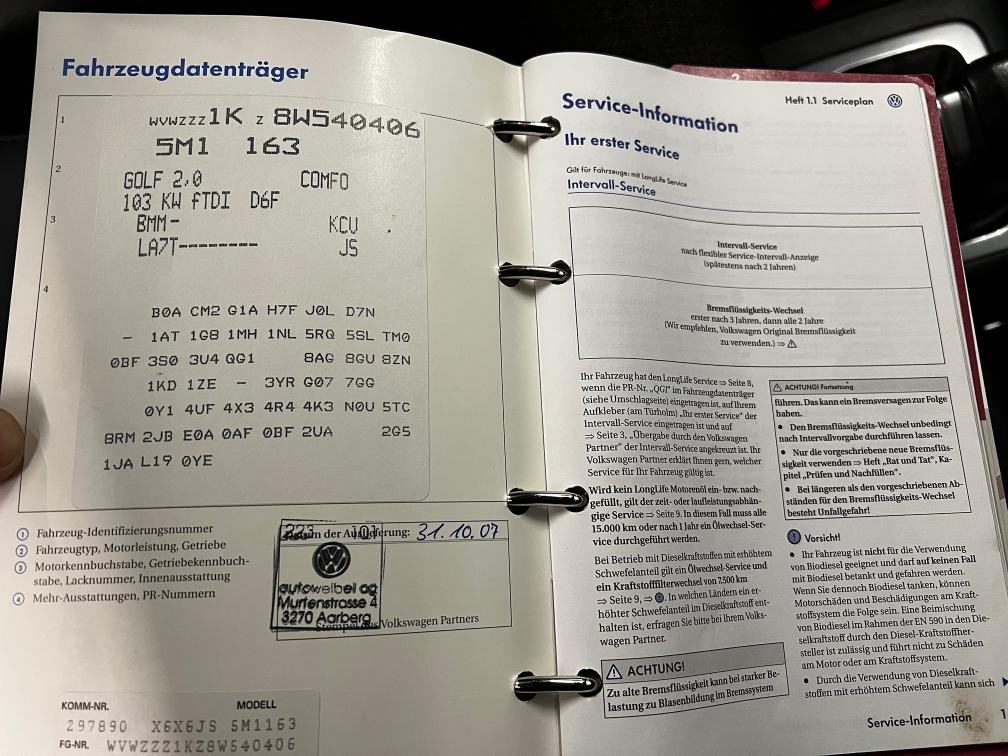 Fahrzeugdatenträger
1
WVWZZZ1K Z 8W540406
5M1 163
2
GOLF 2,0 COMFO
103 KW fTDI D6F
3
BMM- KCU
LA7T-------- JS
4
B0A CM2 G1A H7F J0L D7N
- 1AT 1G8 1MH 1NL 5RQ 5SL TM0
0BF 3S0 3U4 QG1 8AG 8GU 8ZN
1KD 1ZE - 3YR G07 7GG
0Y1 4UF 4X3 4R4 4K3 N0U 5TC
8RM 2JB E0A 0AF 0BF 2UA 2G5
1JA L19 0YE
1 Fahrzeug-Identifizierungsnummer
2 Fahrzeugtyp, Motorleistung, Getriebe
3 Motorkennbuchstabe, Getriebekennbuch-
stabe, Lacknummer, Innenausstattung
4 Mehr-Ausstattungen, PR-Nummern
der Auslieferung: 31.10.07
autoweibel ag
Murtenstrasse 4
3270 Aarberg
Volkswagen Partners
KOMM-NR. MODELL
297890 X6X6JS 5M1163
FG-NR. WVWZZZ1KZ8W540406
2
Heft 1.1 Serviceplan
Service-Information
Ihr erster Service
Gilt für Fahrzeuge: mit LongLife Service
Intervall-Service
Intervall-Service
nach flexibler Service-Intervall-Anzeige
(spätestens nach 2 Jahren)
Bremsflüssigkeits-Wechsel
erster nach 3 Jahren, dann alle 2 Jahre
(Wir empfehlen, Volkswagen Original Bremsflüssigkeit
zu verwenden.) ⇒ ⚠
Ihr Fahrzeug hat den LongLife Service ⇒ Seite 8,
wenn die PR-Nr. „QG1" im Fahrzeugdatenträger
(siehe Umschlagseite) eingetragen ist, auf Ihrem
Aufkleber (am Türholm) „Ihr erster Service" der
Intervall-Service eingetragen ist und auf
⇒ Seite 3, „Übergabe durch den Volkswagen
Partner" der Intervall-Service angekreuzt ist. Ihr
Volkswagen Partner erklärt Ihnen gern, welcher
Service für Ihr Fahrzeug gültig ist.
Wird kein LongLife Motorenöl ein- bzw. nach-
gefüllt, gilt der zeit- oder laufleistungsabhän-
gige Service ⇒ Seite 9. In diesem Fall muss alle
15.000 km oder nach 1 Jahr ein Ölwechsel-Ser-
vice durchgeführt werden.
Bei Betrieb mit Dieselkraftstoffen mit erhöhtem
Schwefelanteil gilt ein Ölwechsel-Service und
ein Kraftstofffilterwechsel von 7.500 km
⇒ Seite 9, ⇒ !. In welchen Ländern ein er-
höhter Schwefelanteil im Dieselkraftstoff ent-
halten ist, erfragen Sie bitte bei Ihrem Volks-
wagen Partner.
⚠ ACHTUNG!
Zu alte Bremsflüssigkeit kann bei starker Be-
lastung zu Blasenbildung im Bremssystem
⚠ ACHTUNG! Fortsetzung
führen. Das kann ein Bremsversagen zur Folge
haben.
• Den Bremsflüssigkeits-Wechsel unbedingt
nach Intervallvorgabe durchführen lassen.
• Nur die vorgeschriebene neue Bremsflüs-
sigkeit verwenden ⇒ Heft „Rat und Tat", Ka-
pitel „Prüfen und Nachfüllen".
• Bei längeren als den vorgeschriebenen Ab-
ständen für den Bremsflüssigkeits-Wechsel
besteht Unfallgefahr!
! Vorsicht!
• Ihr Fahrzeug ist nicht für die Verwendung
von Biodiesel geeignet und darf auf keinen Fall
mit Biodiesel betankt und gefahren werden.
Wenn Sie dennoch Biodiesel tanken, können
Motorschäden und Beschädigungen am Kraft-
stoffsystem die Folge sein. Eine Beimischung
von Biodiesel im Rahmen der EN 590 in den Die-
selkraftstoff durch den Dieselkraftstoffher-
steller ist zulässig und führt nicht zu Schäden
am Motor oder am Kraftstoffsystem.
• Durch die Verwendung von Dieselkraft-
stoffen mit erhöhtem Schwefelanteil kann sich
Service-Information 1